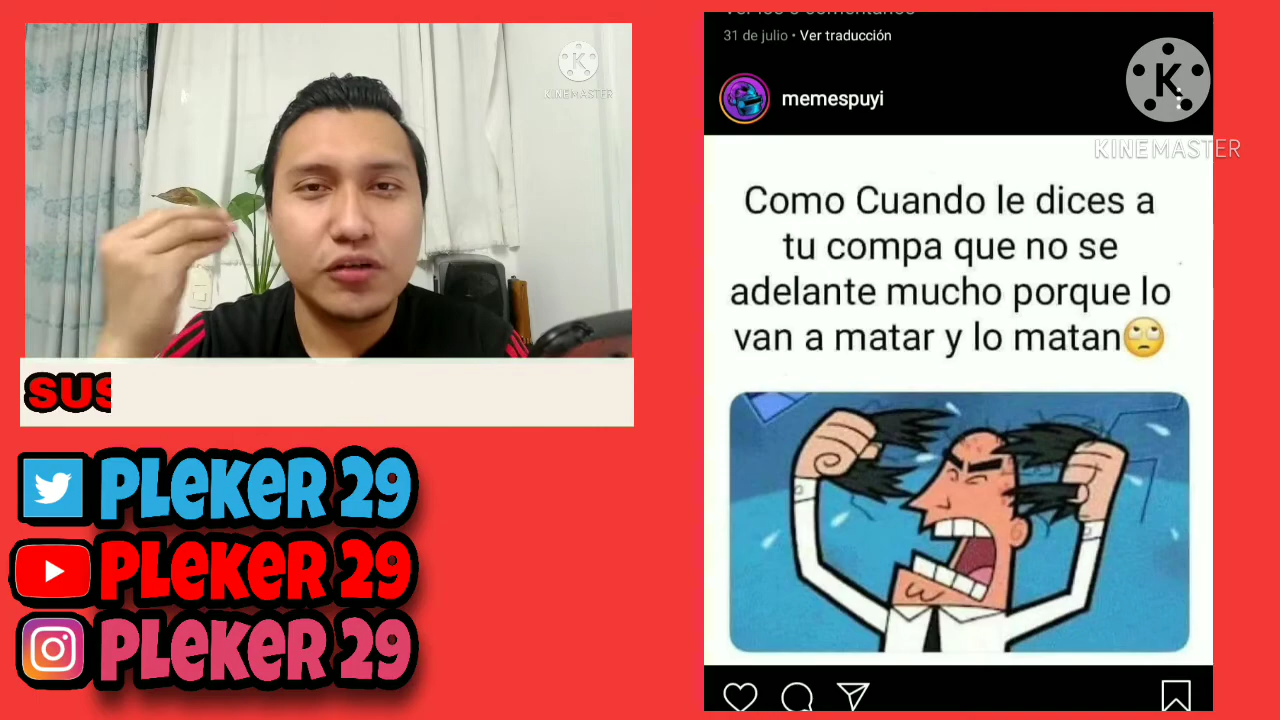 KINEMASTER
SUS
PLEKER 29
PLEKER 29
PLEKER 29
31 de julio • Ver traducción
memespuyi
K
KINEMASTER
Como Cuando le dices a
tu compa que no se
adelante mucho porque lo
van a matar y lo matan🙄